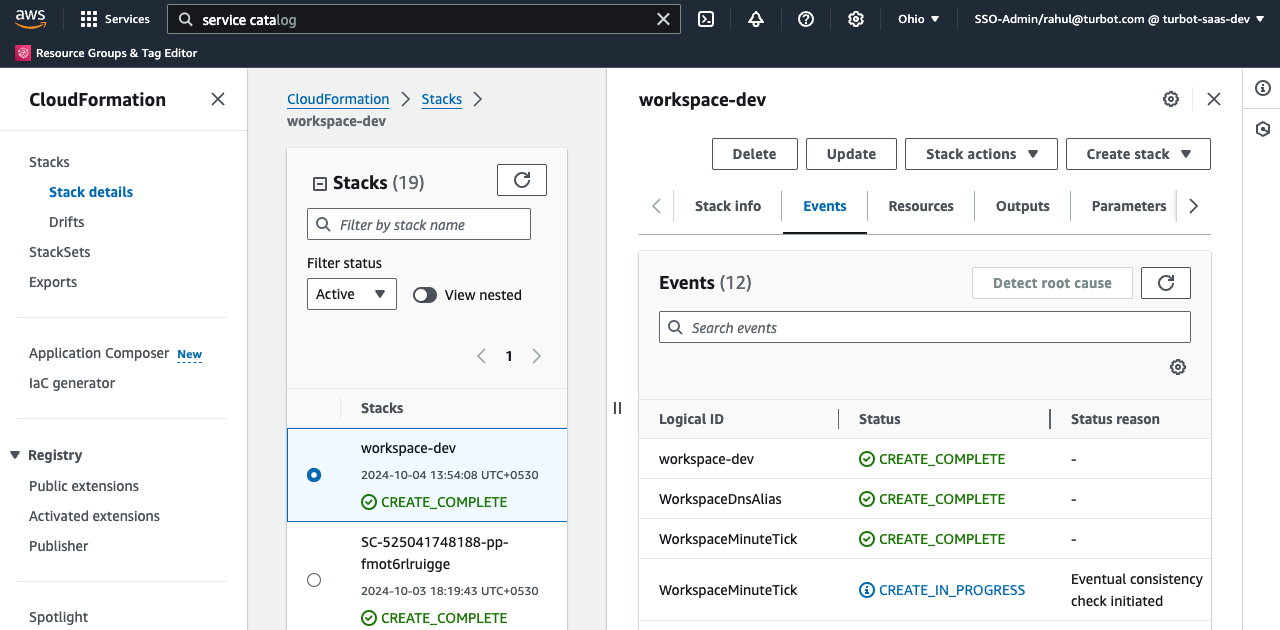 aws
Services
service catalog
Ohio
SSO-Admin/rahul@turbot.com @ turbot-saas-dev
Resource Groups & Tag Editor
CloudFormation
Stacks
Stack details
Drifts
StackSets
Exports
Application Composer New
IaC generator
Registry
Public extensions
Activated extensions
Publisher
Spotlight
CloudFormation
Stacks
workspace-dev
Stacks (19)
Filter by stack name
Filter status
Active
View nested
1
Stacks
workspace-dev
2024-10-04 13:54:08 UTC+0530
CREATE_COMPLETE
SC-525041748188-pp-
fmot6rlruigge
2024-10-03 18:19:43 UTC+0530
CREATE_COMPLETE
workspace-dev
Delete
Update
Stack actions
Create stack
Stack info
Events
Resources
Outputs
Parameters
Events (12)
Detect root cause
Search events
Logical ID
Status
Status reason
workspace-dev
CREATE_COMPLETE
-
WorkspaceDnsAlias
CREATE_COMPLETE
-
WorkspaceMinuteTick
CREATE_COMPLETE
-
WorkspaceMinuteTick
CREATE_IN_PROGRESS
Eventual consistency
check initiated